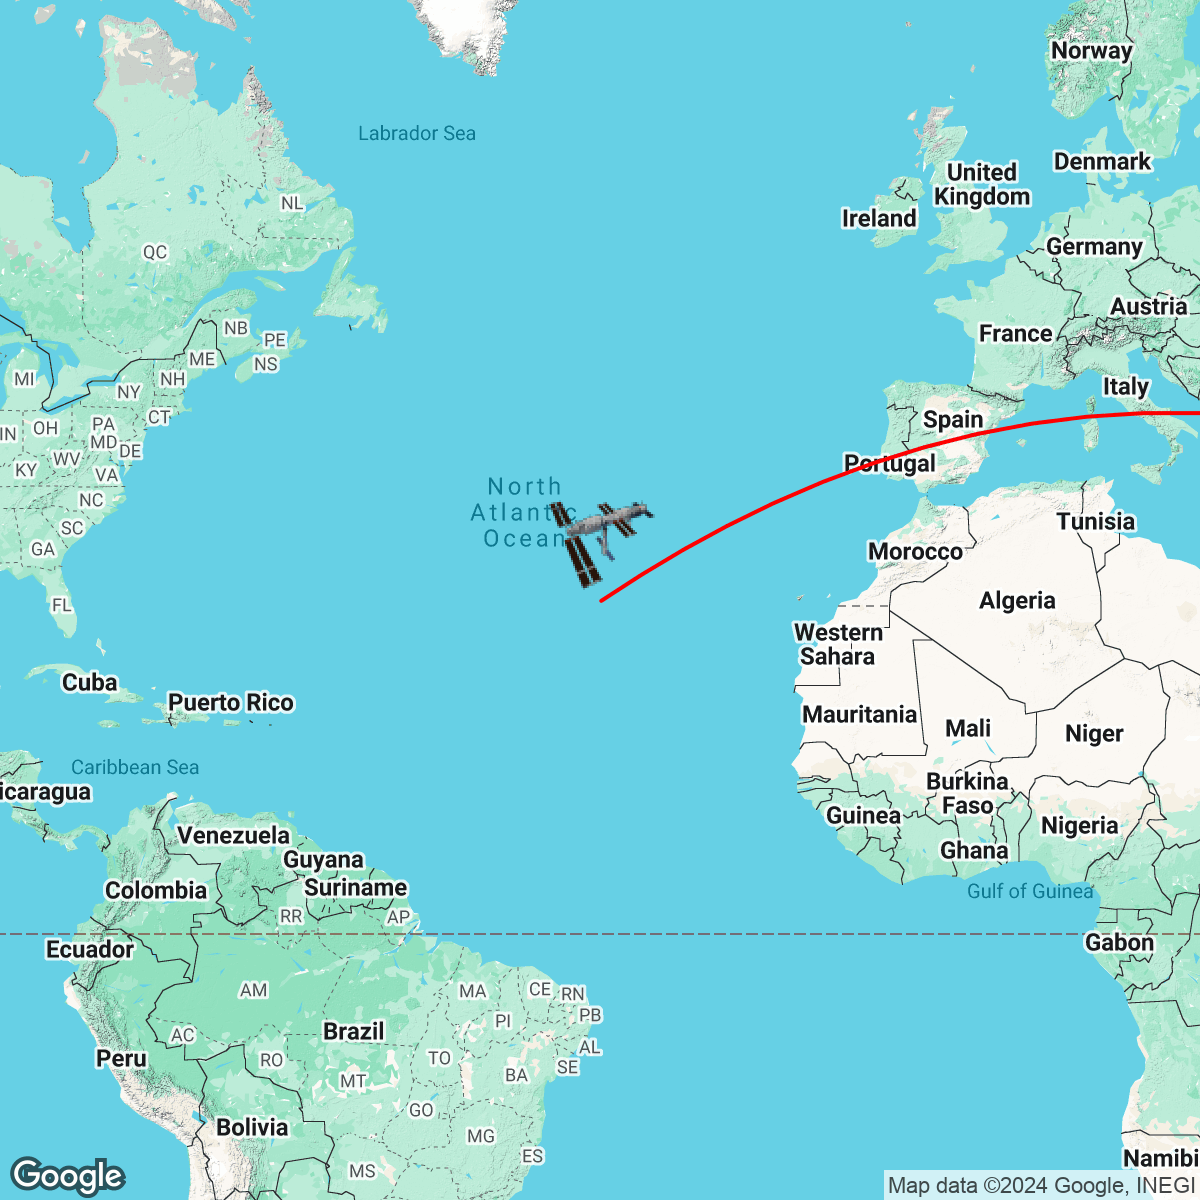 Norway
Labrador Sea
Denmark
United
Kingdom
NL
Ireland
Germany
QC
Austria
NB
France
PE
ME
NS
MI
NH
Italy
NY
CT
Spain
PA
OH
IN
MD
DE
WV
KY
Portugal
VA
North
NC
Atlantic
Tunisia
SC
Ocean
GA
Morocco
Algeria
FL
Western
Sahara
Cuba
Puerto Rico
Mauritania
Mali
Niger
Caribbean Sea
Burkina
Faso
icaragua
Guinea
Nigeria
Venezuela
Ghana
Guyana
Suriname
Colombia
Gulf of Guinea
RR
AP
Gabon
Ecuador
AM
MA
CE
RN
PB
PI
Brazil
AC
AL
Peru
RO
TO
SE
MT
BA
GO
Bolivia
MG
ES
Namibi
MS
Google
Map data ©2024 Google, INEGI